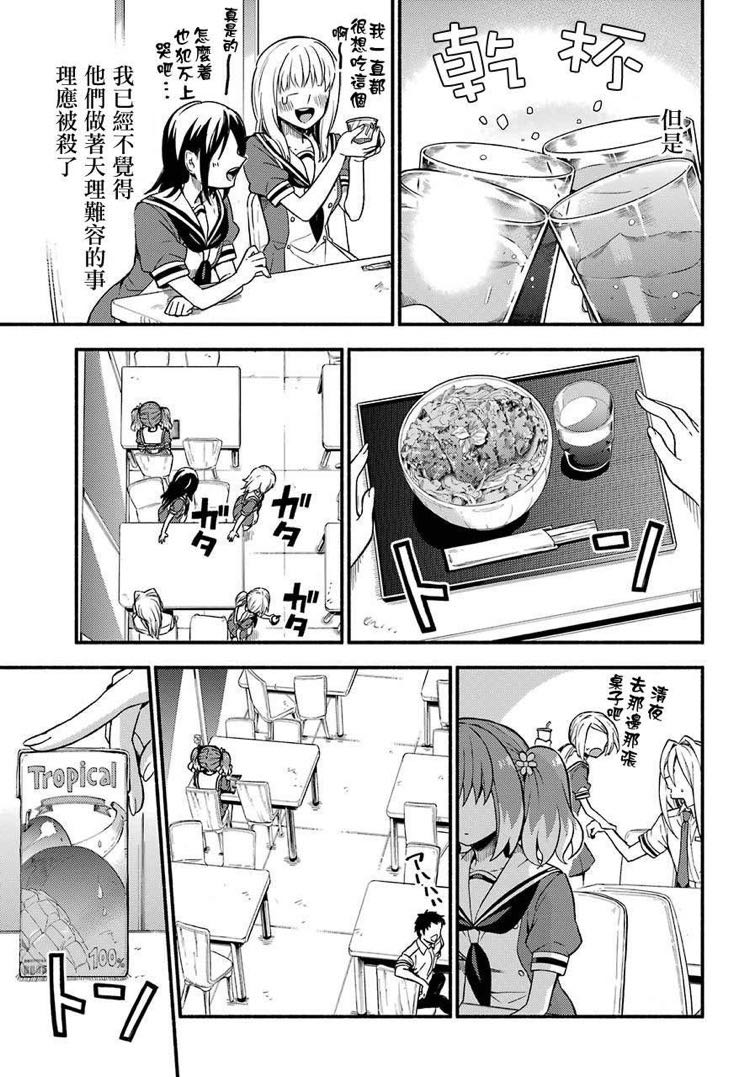 乾杯
但是
我一直都
很想吃這個
啊～
真是的～
怎麼着
也犯不上
哭吧…
我已經不覺得
他們做著天理難容的事
理應被殺了
トン
ガタ
ガタ
ガタ
清夜
去那邊那張
桌子吧
アハハハ
Tropical
100%
トン